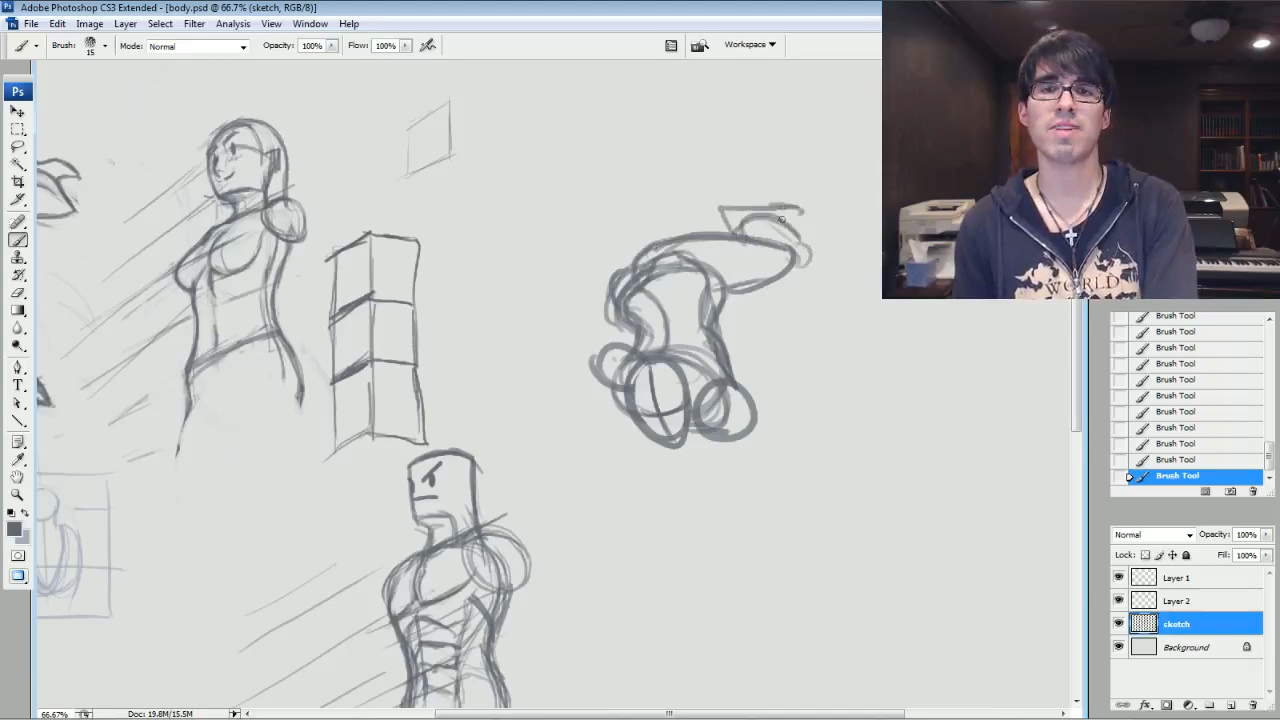 Ps Adobe Photoshop CS3 Extended - [body.psd @ 66.7% (sketch, RGB/8)]
File Edit Image Layer Select Filter Analysis View Window Help
Brush: 15 Mode: Normal Opacity: 100% Flow: 100% Workspace
Ps
T
WORLD
Brush Tool
Brush Tool
Brush Tool
Brush Tool
Brush Tool
Brush Tool
Brush Tool
Brush Tool
Brush Tool
Brush Tool
Brush Tool
Normal Opacity: 100%
Lock: Fill: 100%
Layer 1
Layer 2
sketch
Background
fx
66.67% Doc: 19.8M/15.5M